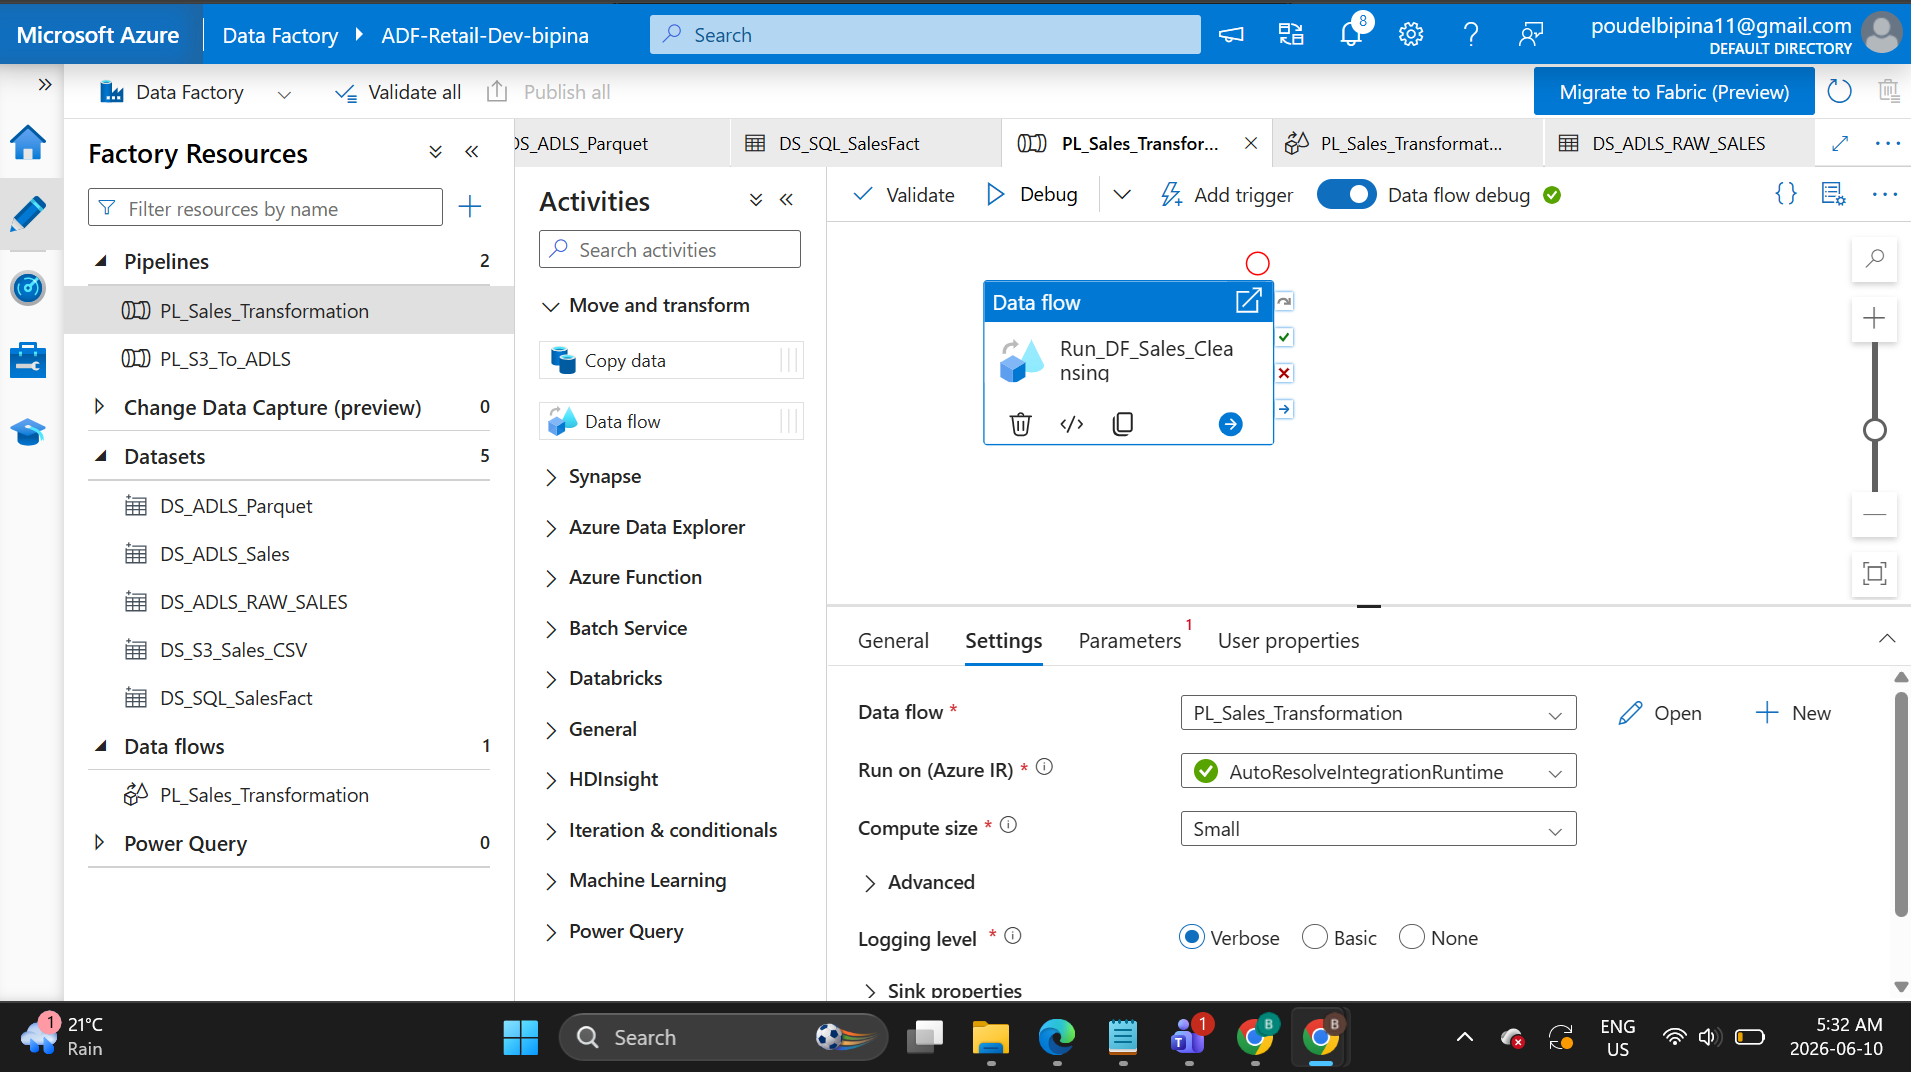 Microsoft Azure
Data Factory
ADF-Retail-Dev-bipina
Search
8
poudelbipina11@gmail.com
DEFAULT DIRECTORY
Data Factory
Validate all
Publish all
Migrate to Fabric (Preview)
Factory Resources
Filter resources by name
Pipelines 2
PL_Sales_Transformation
PL_S3_To_ADLS
Change Data Capture (preview) 0
Datasets 5
DS_ADLS_Parquet
DS_ADLS_Sales
DS_ADLS_RAW_SALES
DS_S3_Sales_CSV
DS_SQL_SalesFact
Data flows 1
PL_Sales_Transformation
Power Query 0
DS_ADLS_Parquet
DS_SQL_SalesFact
PL_Sales_Transfor...
PL_Sales_Transformat...
DS_ADLS_RAW_SALES
Activities
Search activities
Move and transform
Copy data
Data flow
Synapse
Azure Data Explorer
Azure Function
Batch Service
Databricks
General
HDInsight
Iteration & conditionals
Machine Learning
Power Query
Validate
Debug
Add trigger
Data flow debug
Data flow
Run_DF_Sales_Clea
nsing
General
Settings
Parameters 1
User properties
Data flow *
PL_Sales_Transformation
Open
New
Run on (Azure IR) *
AutoResolveIntegrationRuntime
Compute size *
Small
Advanced
Logging level *
Verbose
Basic
None
Sink properties
1
21°C
Rain
Search
T
1
B
B
ENG
US
5:32 AM
2026-06-10